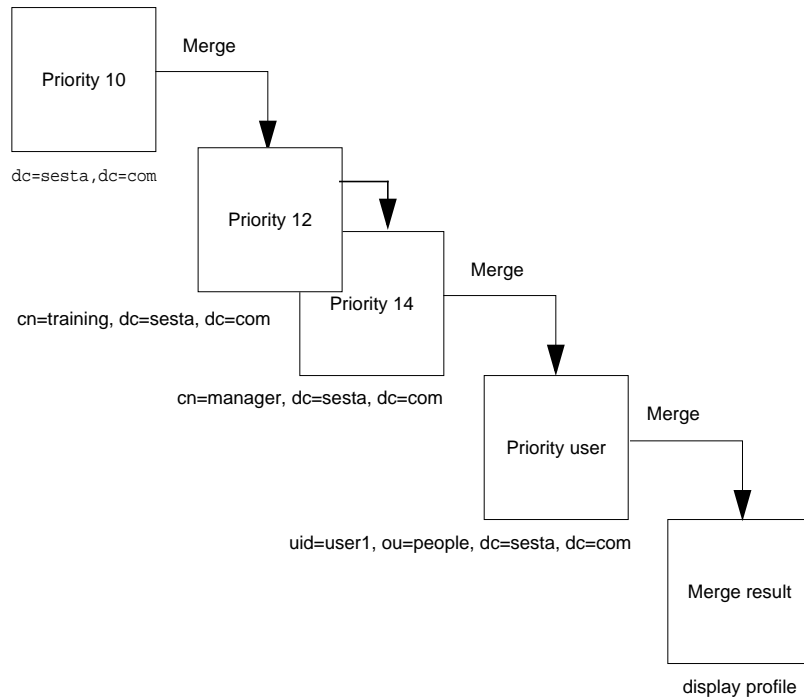 Merge
Priority 10
dc=sesta,dc=com
Priority 12
Merge
Priority 14
cn=training, dc=sesta, dc=com
cn=manager, dc=sesta, dc=com
Merge
Priority user
uid=user1, ou=people, dc=sesta, dc=com
Merge result
display profile